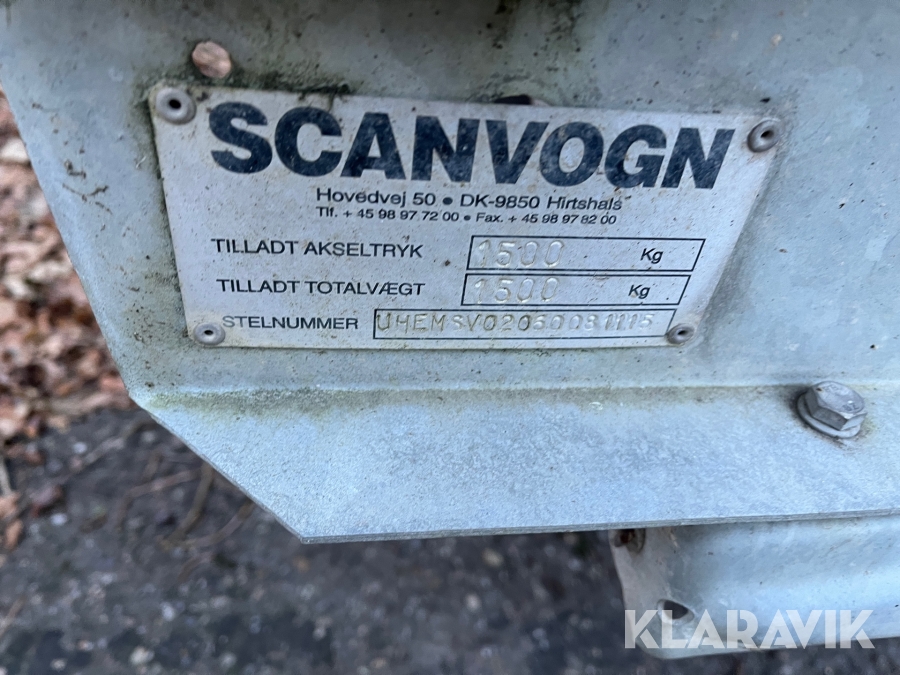 SCANVOGN
Hovedvej 50 • DK-9850 Hirtshals
Tlf. + 45 98 97 72 00 • Fax. + 45 98 97 82 00
TILLADT AKSELTRYK 1500 Kg
TILLADT TOTALVÆGT 1500 Kg
STELNUMMER UHEMSV02050081115
KLARAVIK